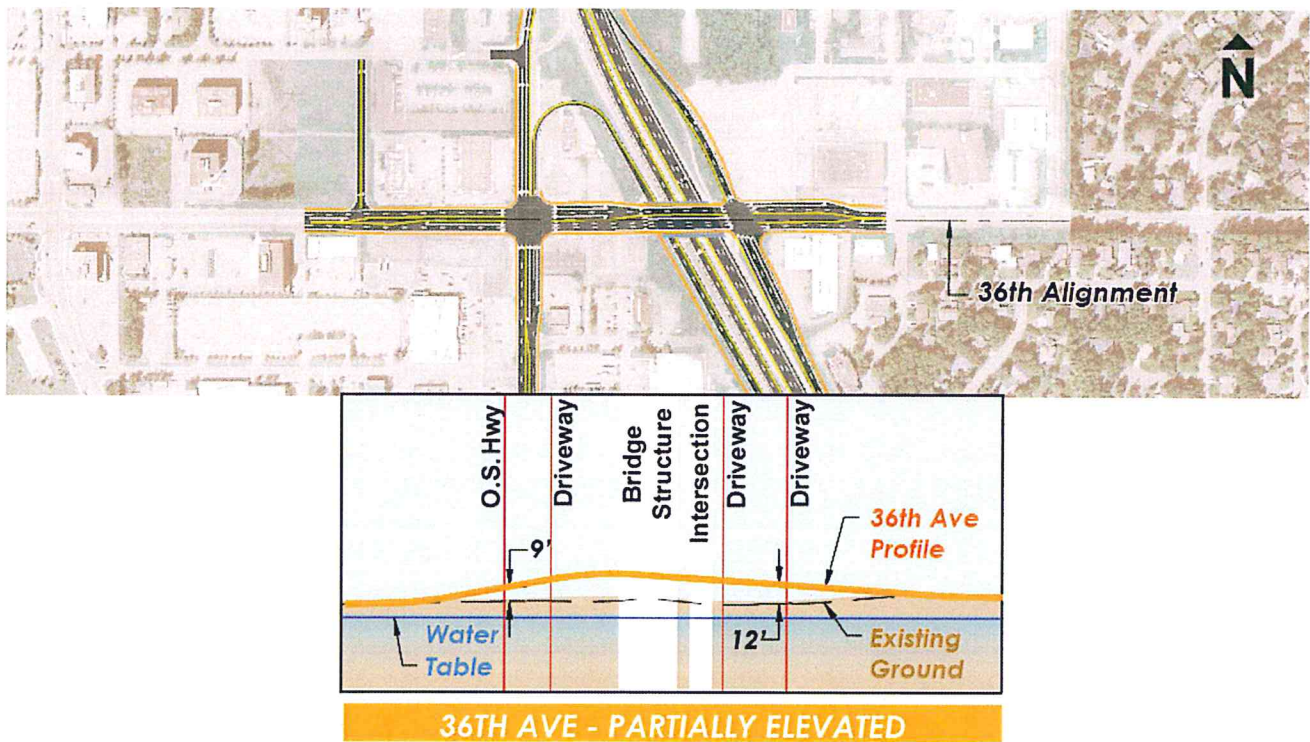 N
36th Alignment
O.S. Hwy
Driveway
Bridge
Structure
Intersection
Driveway
Driveway
9'
36th Ave
Profile
12'
Water
Table
Existing
Ground
36TH AVE - PARTIALLY ELEVATED